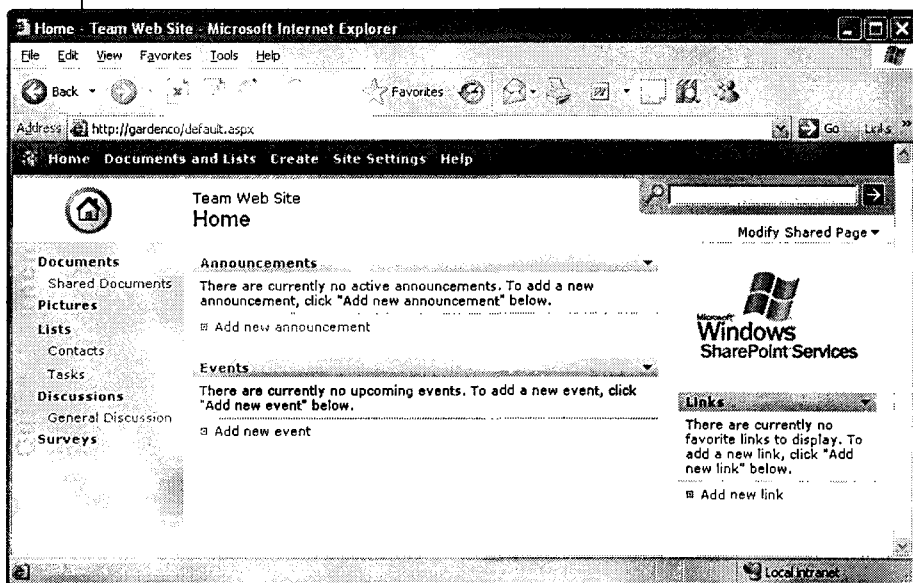 Home - Team Web Site - Microsoft Internet Explorer
File Edit View Favorites Tools Help
Back Favorites
Address http://gardenco/default.aspx Go Links »
Home Documents and Lists Create Site Settings Help
Team Web Site
Home
Modify Shared Page
Documents
Shared Documents
Pictures
Lists
Contacts
Tasks
Discussions
General Discussion
Surveys
Announcements
There are currently no active announcements. To add a new
announcement, click "Add new announcement" below.
Add new announcement
Events
There are currently no upcoming events. To add a new event, click
"Add new event" below.
Add new event
Microsoft
Windows
SharePoint Services
Links
There are currently no
favorite links to display. To
add a new link, click "Add
new link" below.
Add new link
Local intranet